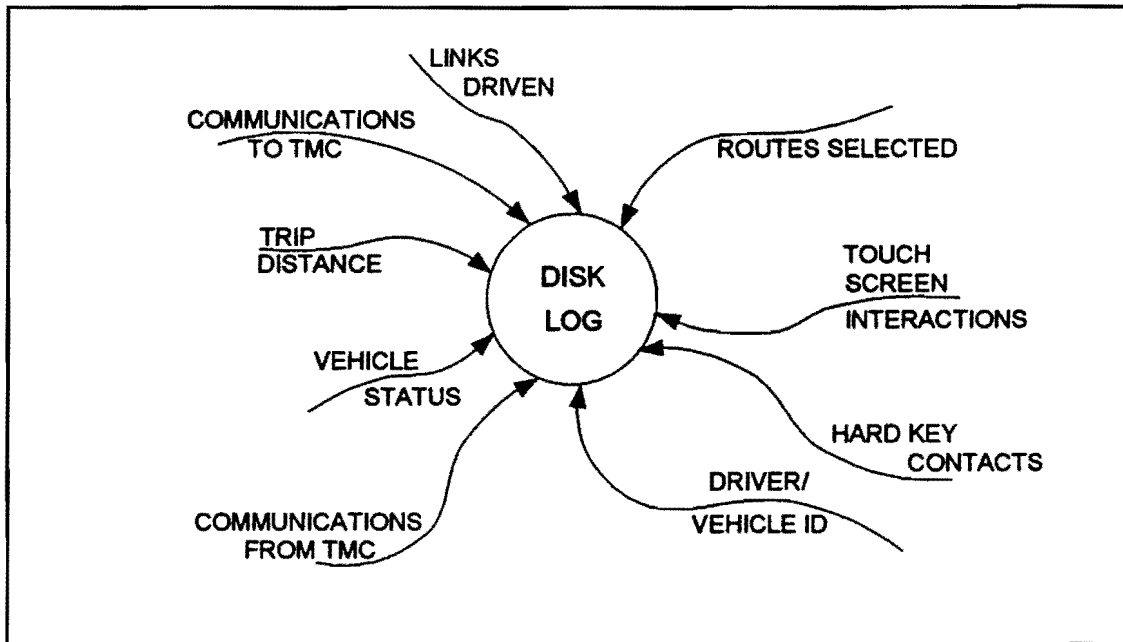 LINKS
DRIVEN
COMMUNICATIONS
TO TMC
ROUTES SELECTED
TRIP
DISTANCE
DISK
LOG
TOUCH
SCREEN
INTERACTIONS
VEHICLE
STATUS
HARD KEY
CONTACTS
DRIVER/
VEHICLE ID
COMMUNICATIONS
FROM TMC